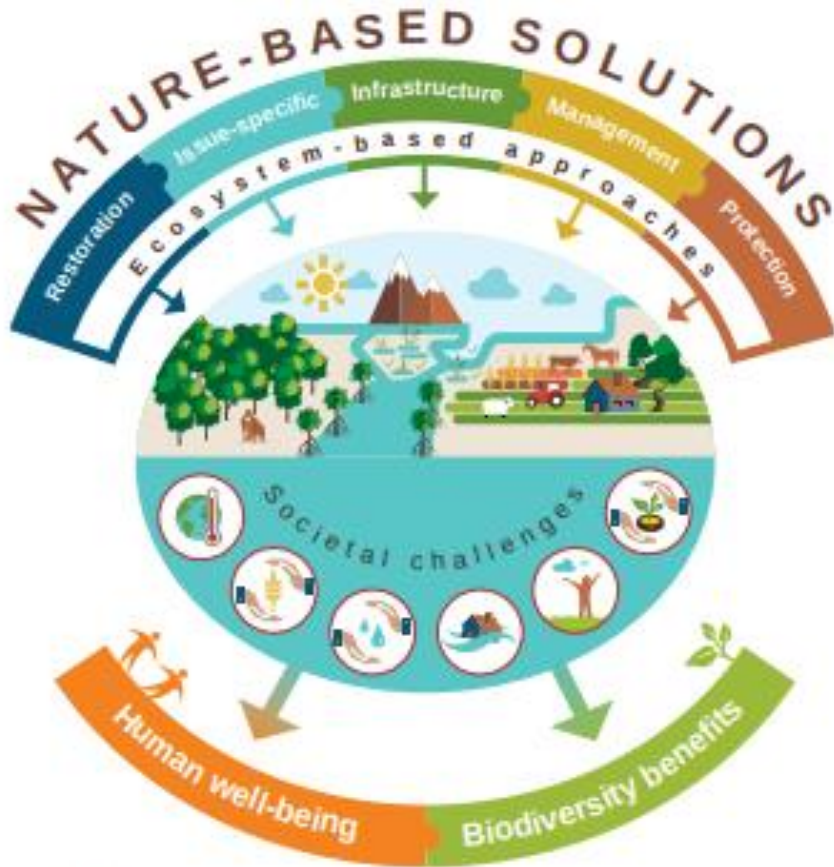 NATURE-BASED SOLUTIONS
Restoration
Issue-specific
Infrastructure
Management
Protection
Ecosystem-based approaches
Societal challenges
Human well-being
Biodiversity benefits